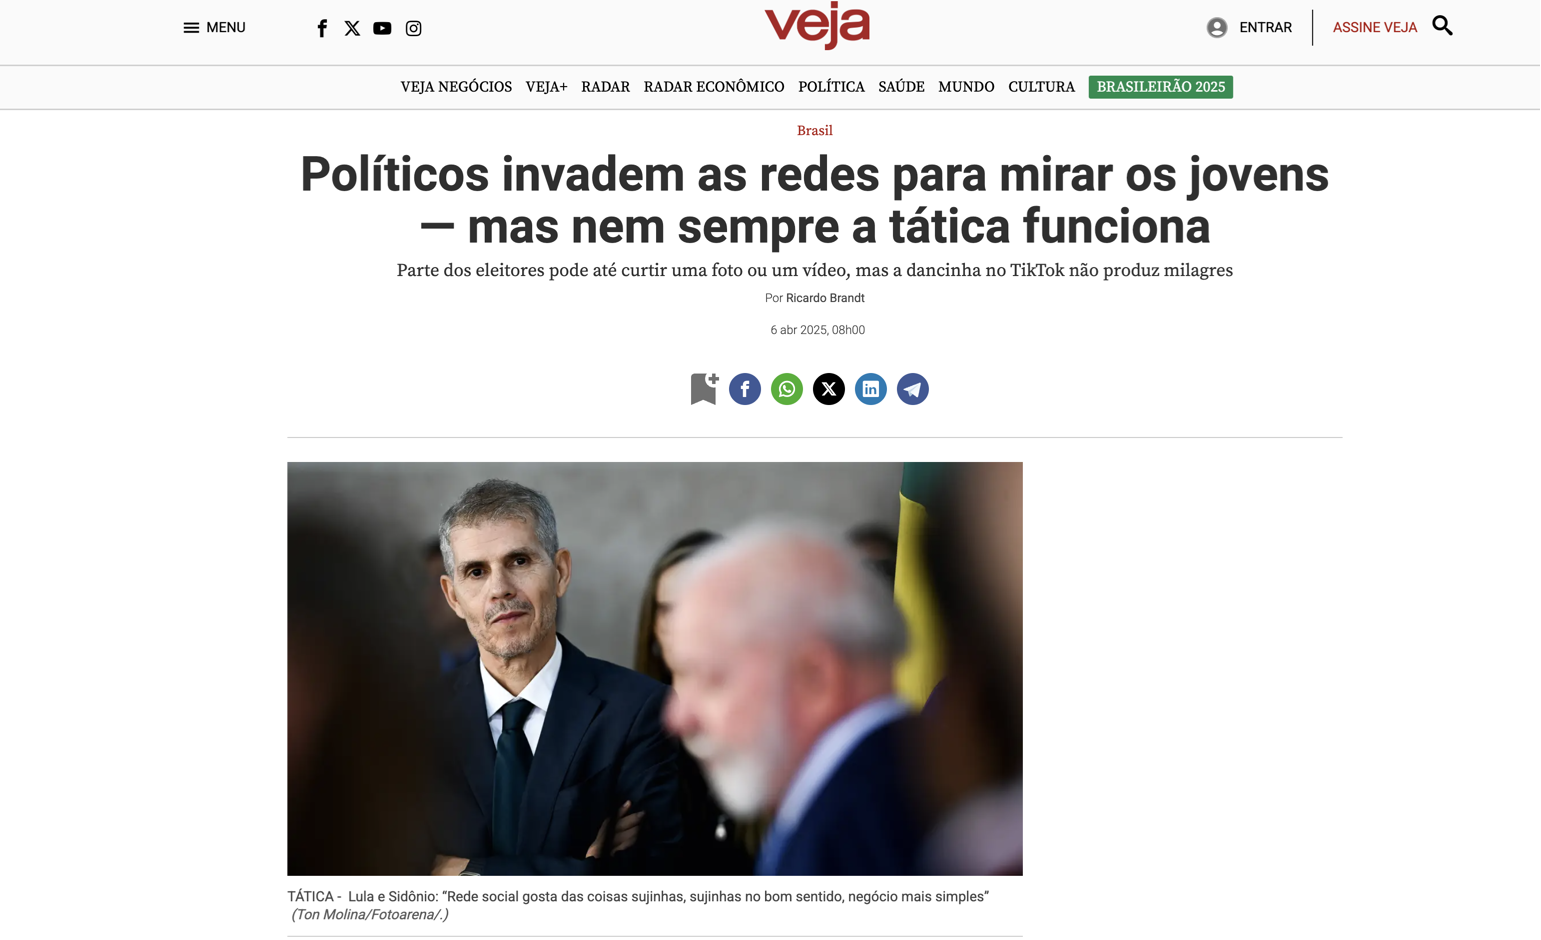 MENU
veja
ENTRAR
ASSINE VEJA
VEJA NEGÓCIOS VEJA+ RADAR RADAR ECONÔMICO POLÍTICA SAÚDE MUNDO CULTURA BRASILEIRÃO 2025
Brasil
Políticos invadem as redes para mirar os jovens
— mas nem sempre a tática funciona
Parte dos eleitores pode até curtir uma foto ou um vídeo, mas a dancinha no TikTok não produz milagres
Por Ricardo Brandt
6 abr 2025, 08h00
TÁTICA - Lula e Sidônio: “Rede social gosta das coisas sujinhas, sujinhas no bom sentido, negócio mais simples”
(Ton Molina/Fotoarena/.)